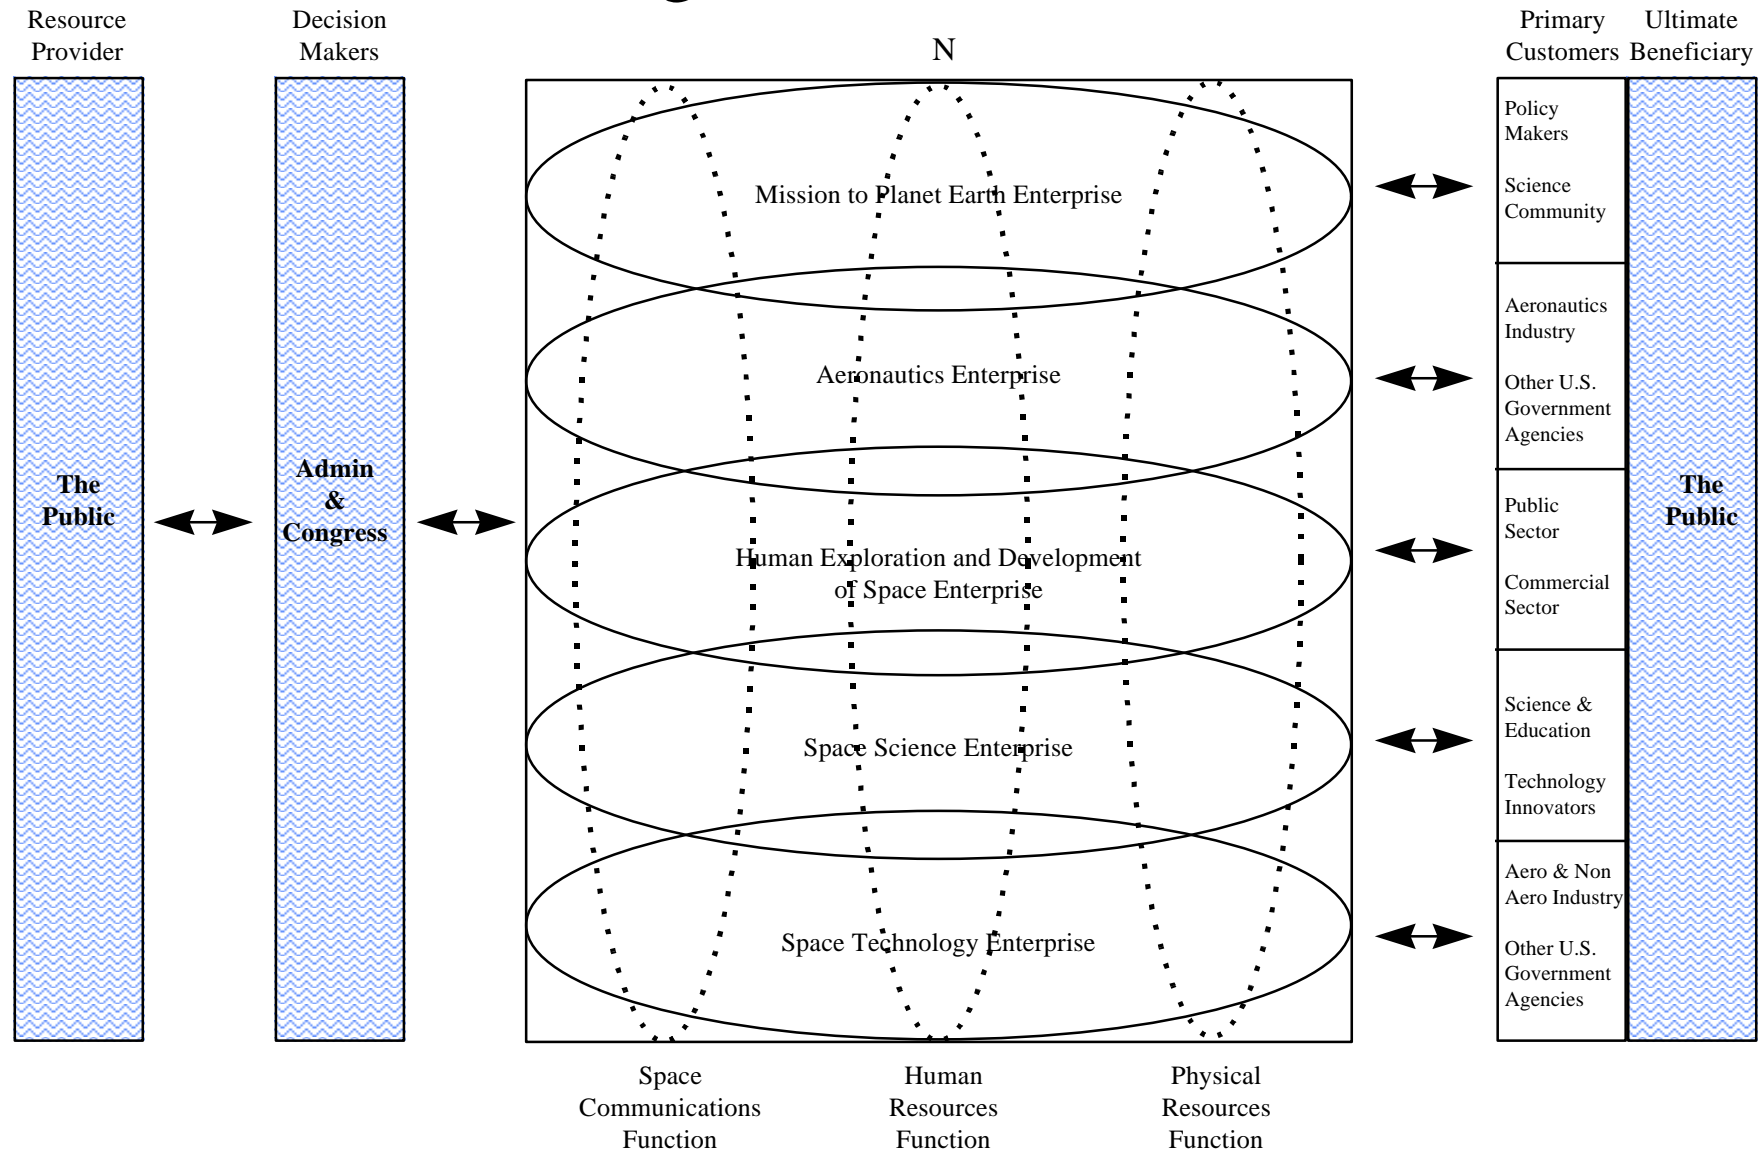 Resource
Provider
Decision
Makers
N
Primary
Customers
Ultimate
Beneficiary
The
Public
Admin
&
Congress
Mission to Planet Earth Enterprise
Aeronautics Enterprise
Human Exploration and Development
of Space Enterprise
Space Science Enterprise
Space Technology Enterprise
Policy
Makers
Science
Community
Aeronautics
Industry
Other U.S.
Government
Agencies
Public
Sector
Commercial
Sector
Science &
Education
Technology
Innovators
Aero & Non
Aero Industry
Other U.S.
Government
Agencies
The
Public
Space
Communications
Function
Human
Resources
Function
Physical
Resources
Function